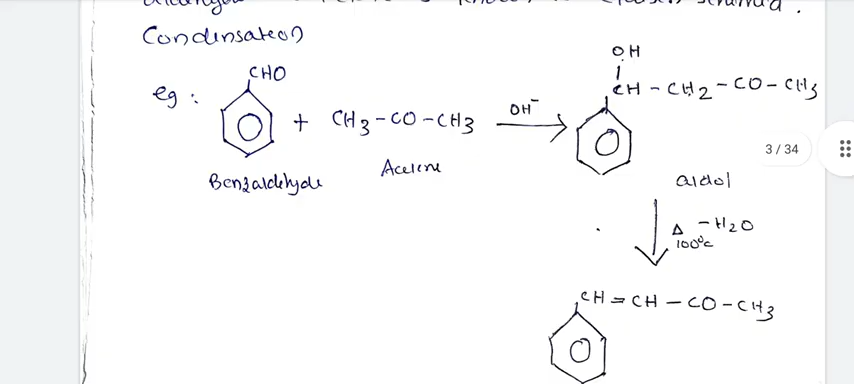 Condensation
eg :
CHO
+ CH3-CO-CH3
OH⁻
OH
CH-CH2-CO-CH3
Benzaldehyde
Acetone
aldol
Δ -H2O
100°c
CH=CH-CO-CH3
3 / 34